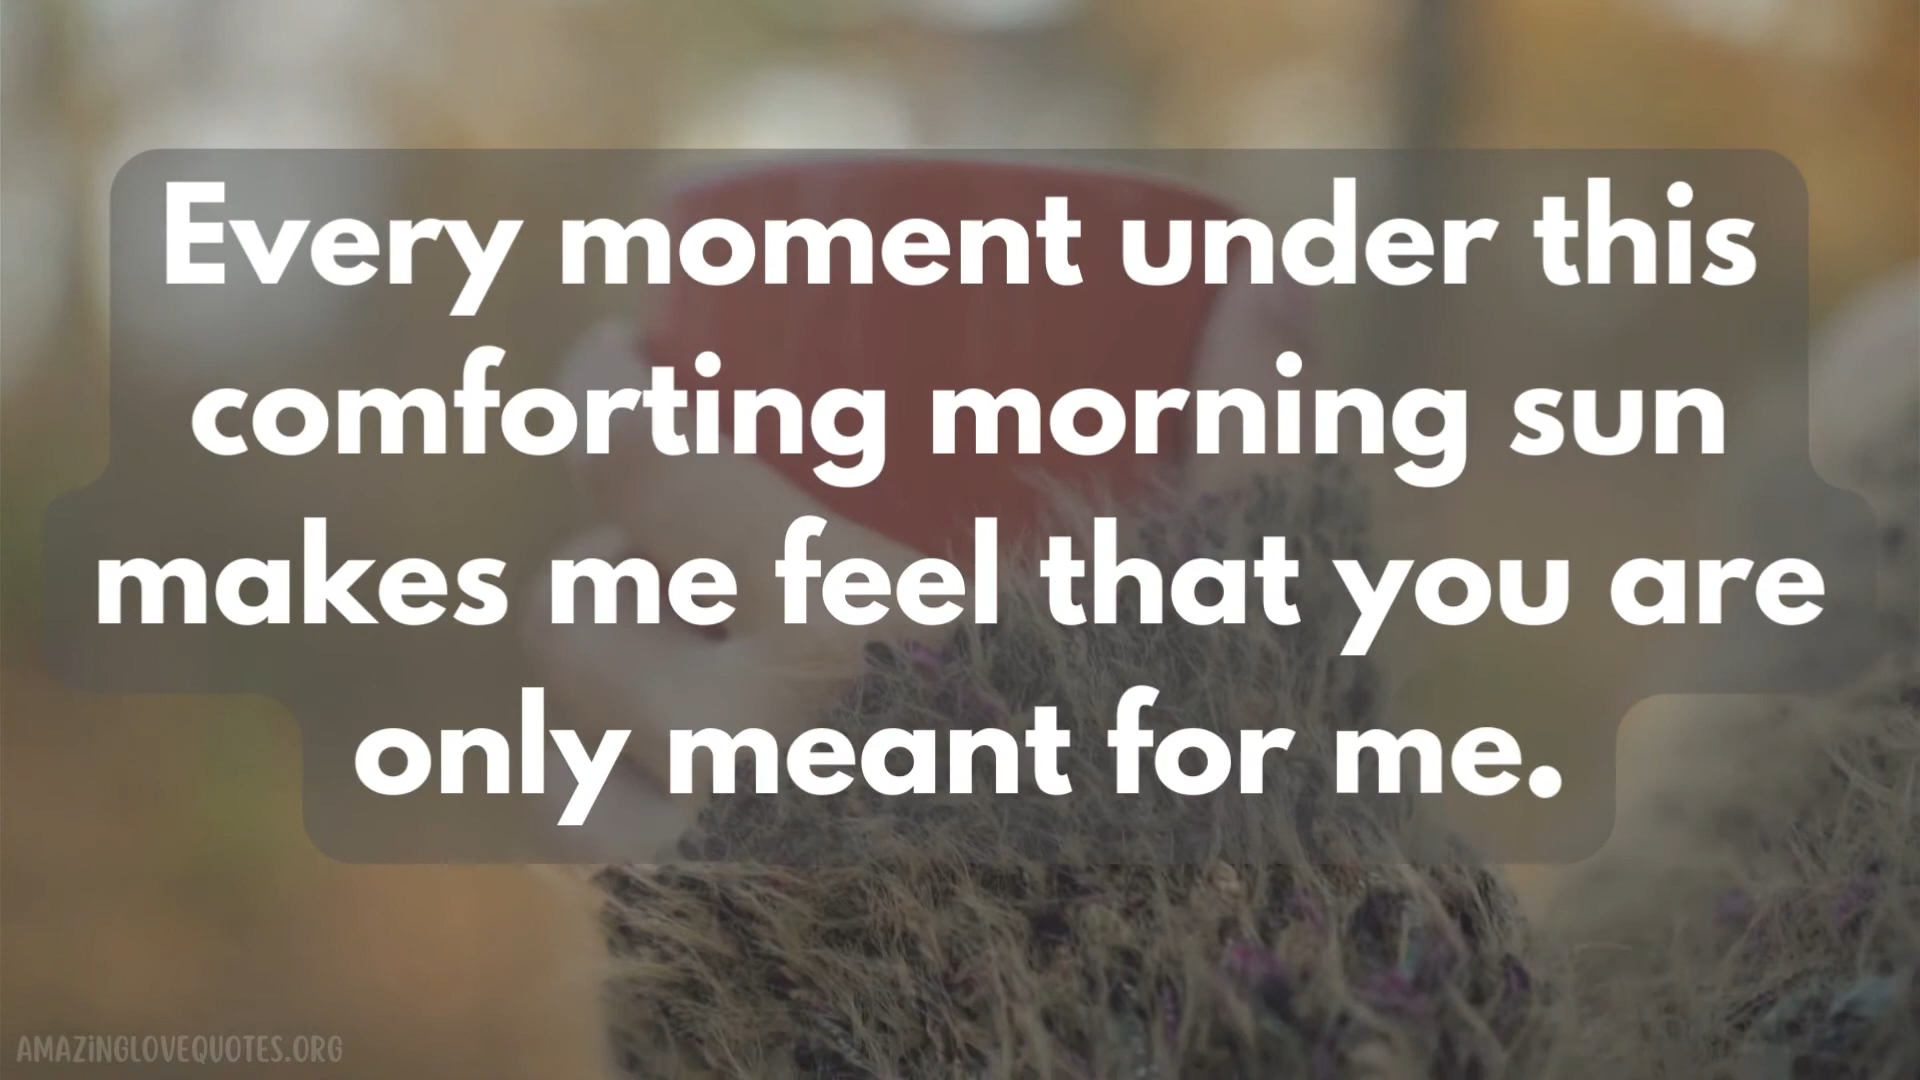 Every moment under this
comforting morning sun
makes me feel that you are
only meant for me.
AMAZINGLOVEQUOTES.ORG